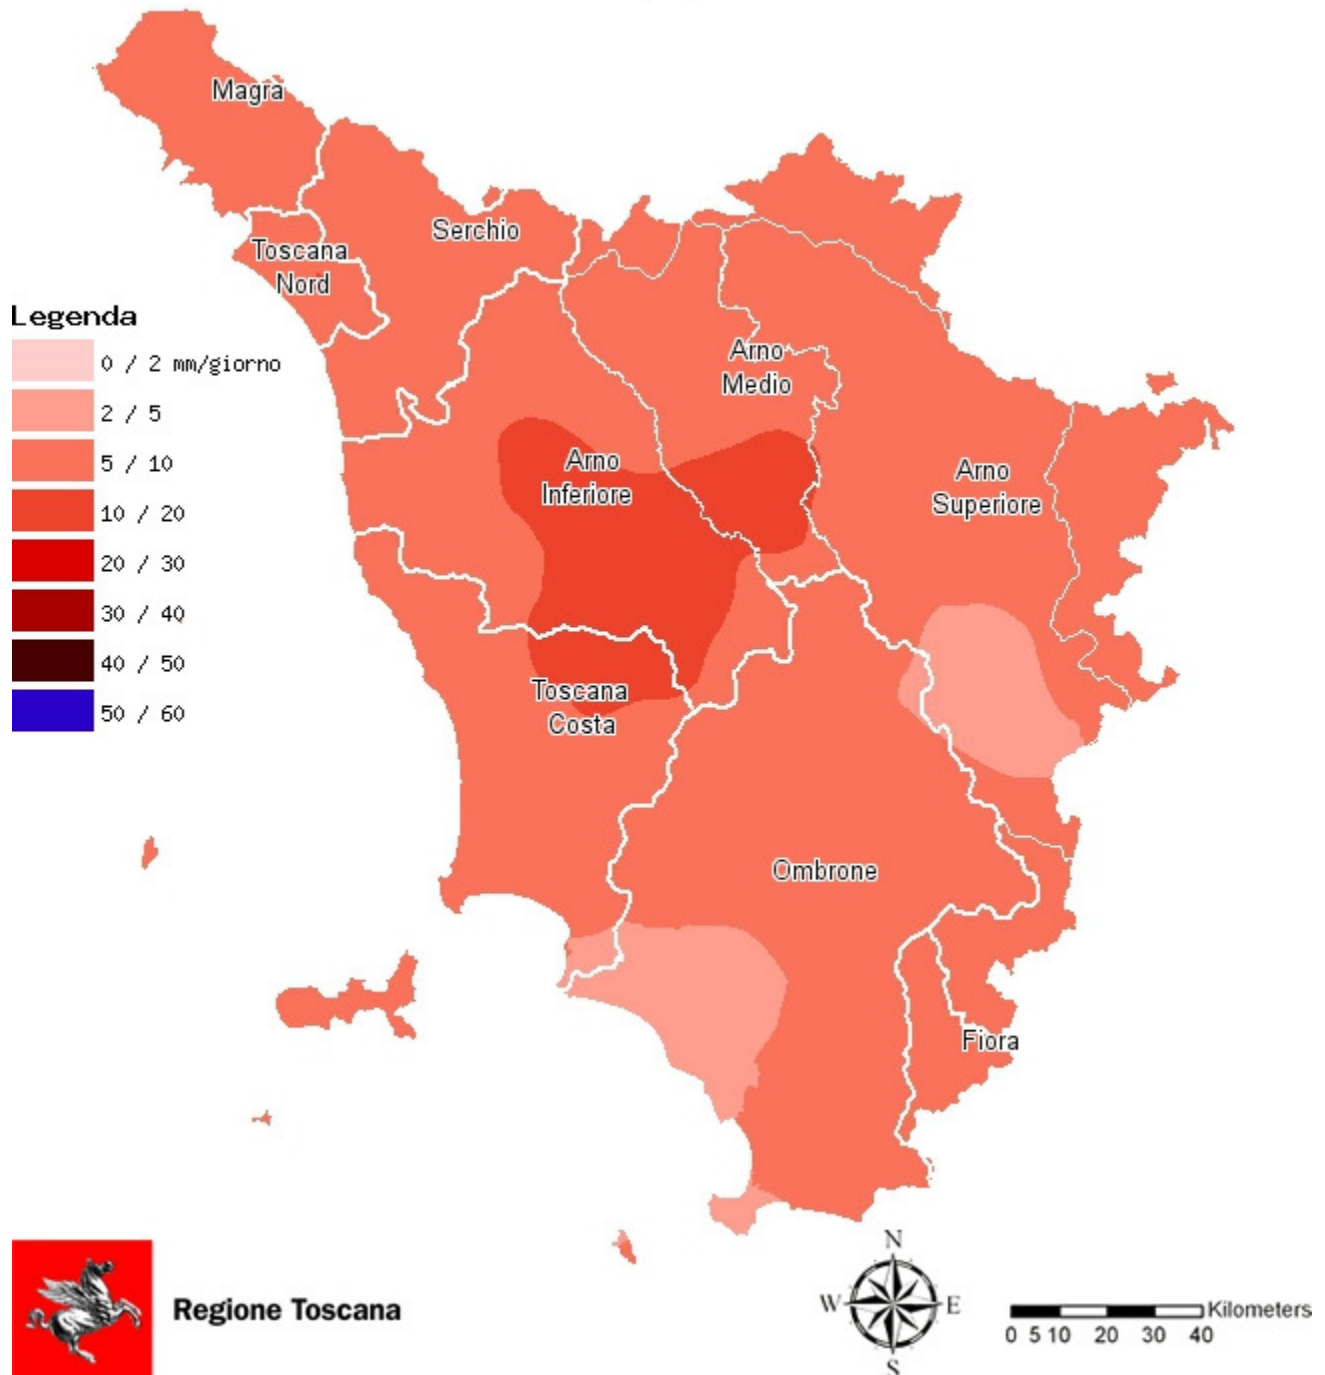 Magra
Serchio
Toscana
Nord
Legenda
0 / 2 mm/giorno
2 / 5
5 / 10
10 / 20
20 / 30
30 / 40
40 / 50
50 / 60
Arno
Medio
Arno
Inferiore
Arno
Superiore
Toscana
Costa
Ombrone
Fiora
Regione Toscana
N
W
E
S
Kilometers
0 5 10 20 30 40